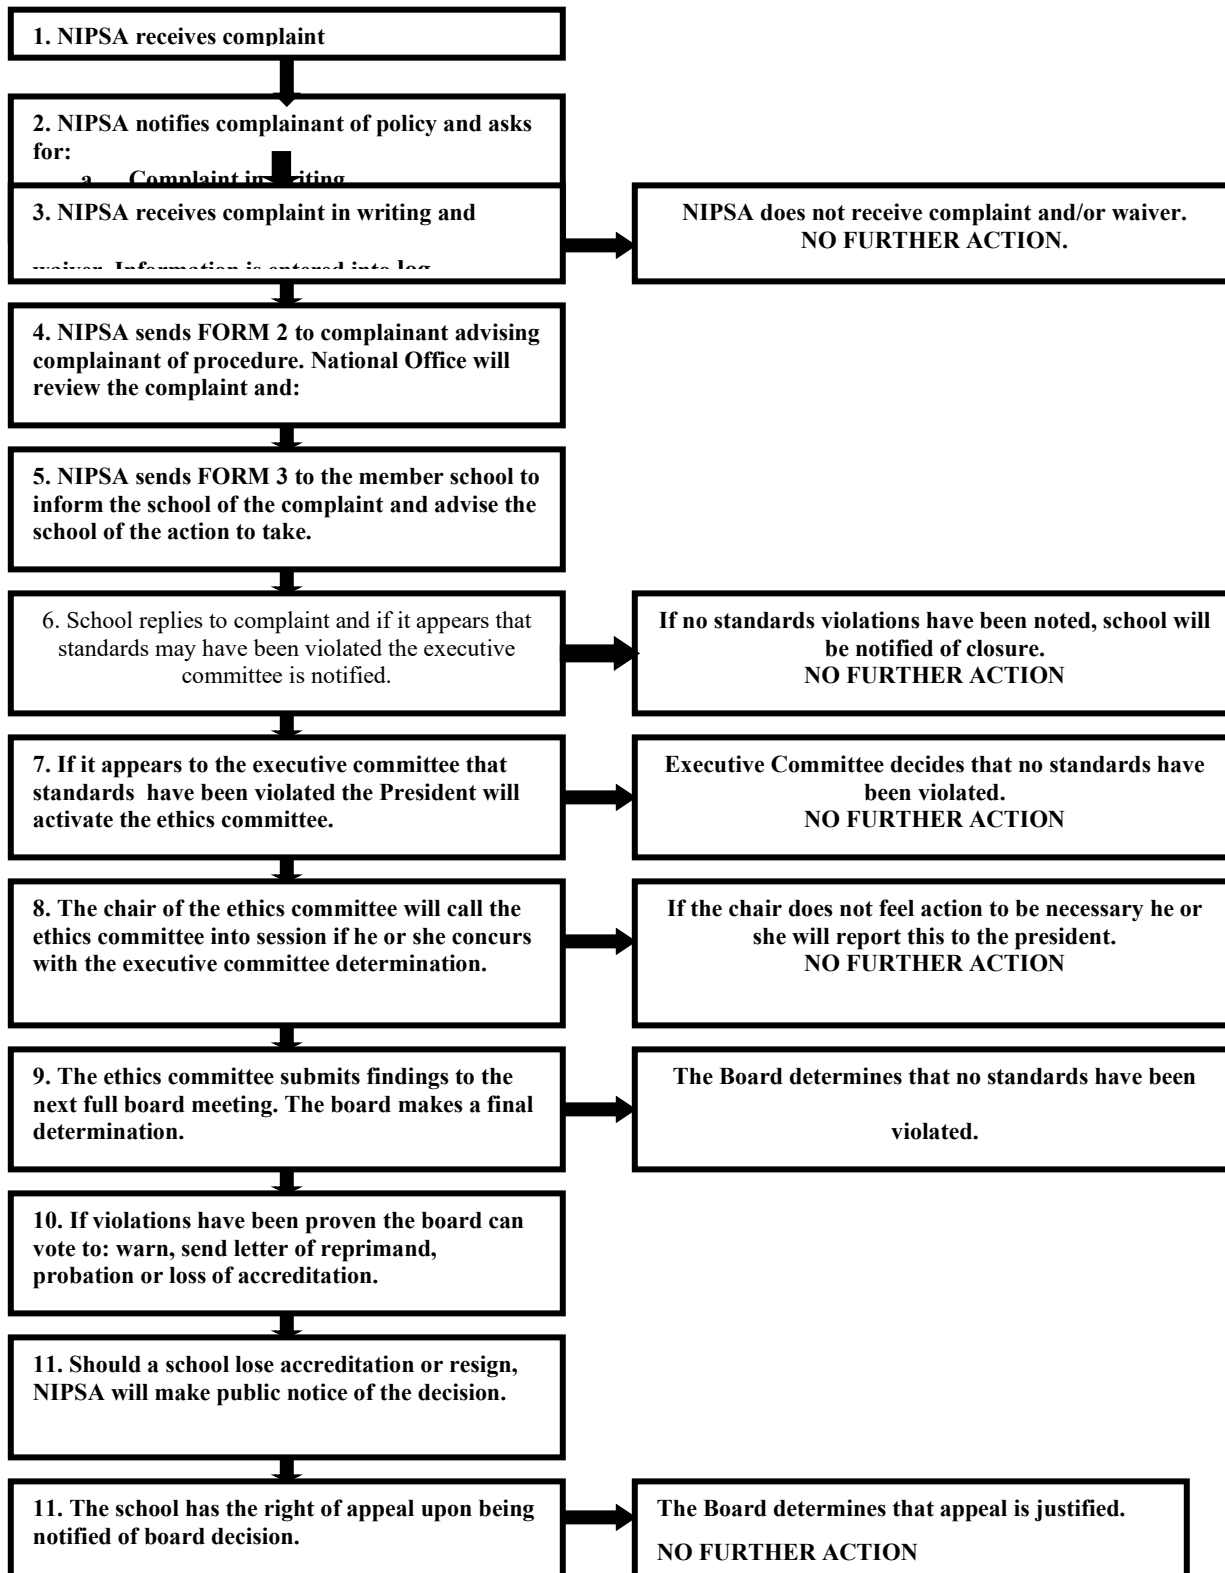 1. NIPSA receives complaint
2. NIPSA notifies complainant of policy and asks
for:
a. Complaint in writing
3. NIPSA receives complaint in writing and
waiver. Information is entered into log
NIPSA does not receive complaint and/or waiver.
NO FURTHER ACTION.
4. NIPSA sends FORM 2 to complainant advising
complainant of procedure. National Office will
review the complaint and:
5. NIPSA sends FORM 3 to the member school to
inform the school of the complaint and advise the
school of the action to take.
6. School replies to complaint and if it appears that
standards may have been violated the executive
committee is notified.
If no standards violations have been noted, school will
be notified of closure.
NO FURTHER ACTION
7. If it appears to the executive committee that
standards  have been violated the President will
activate the ethics committee.
Executive Committee decides that no standards have
been violated.
NO FURTHER ACTION
8. The chair of the ethics committee will call the
ethics committee into session if he or she concurs
with the executive committee determination.
If the chair does not feel action to be necessary he or
she will report this to the president.
NO FURTHER ACTION
9. The ethics committee submits findings to the
next full board meeting. The board makes a final
determination.
The Board determines that no standards have been
violated.
10. If violations have been proven the board can
vote to: warn, send letter of reprimand,
probation or loss of accreditation.
11. Should a school lose accreditation or resign,
NIPSA will make public notice of the decision.
11. The school has the right of appeal upon being
notified of board decision.
The Board determines that appeal is justified.
NO FURTHER ACTION